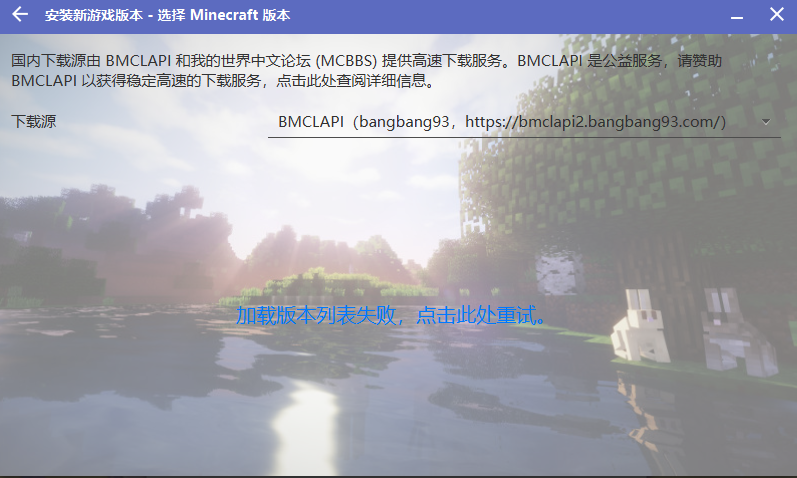 安装新游戏版本 - 选择 Minecraft 版本
国内下载源由 BMCLAPI 和我的世界中文论坛 (MCBBS) 提供高速下载服务。BMCLAPI 是公益服务，请赞助
BMCLAPI 以获得稳定高速的下载服务，点击此处查阅详细信息。
下载源 BMCLAPI（bangbang93，https://bmclapi2.bangbang93.com/）
加载版本列表失败，点击此处重试。